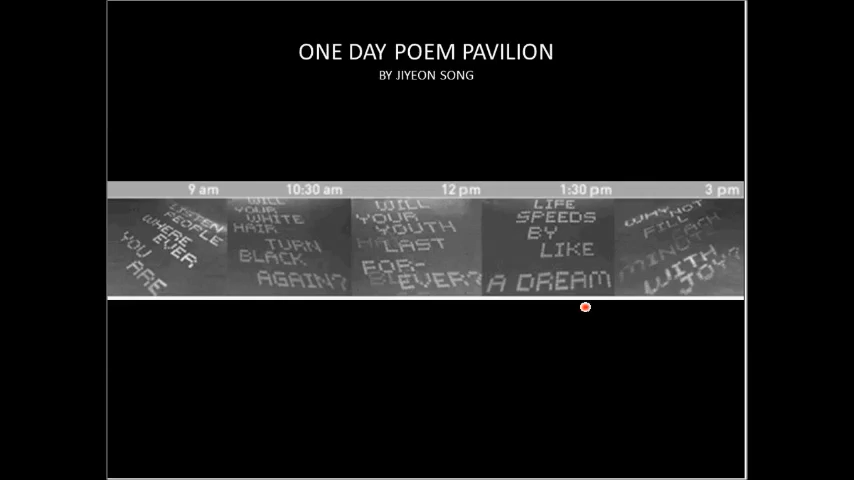 ONE DAY POEM PAVILION
BY JIYEON SONG
9 am
10:30 am
12 pm
1:30 pm
3 pm
LISTEN
PEOPLE
WHERE
EVER
YOU
ARE
WILL
YOUR
WHITE
HAIR
TURN
BLACK
AGAIN?
WILL
YOUR
YOUTH
LAST
FOR-
EVER?
LIFE
SPEEDS
BY
LIKE
A DREAM
WHY NOT
FILL EACH
MINUTE
WITH
JOY?